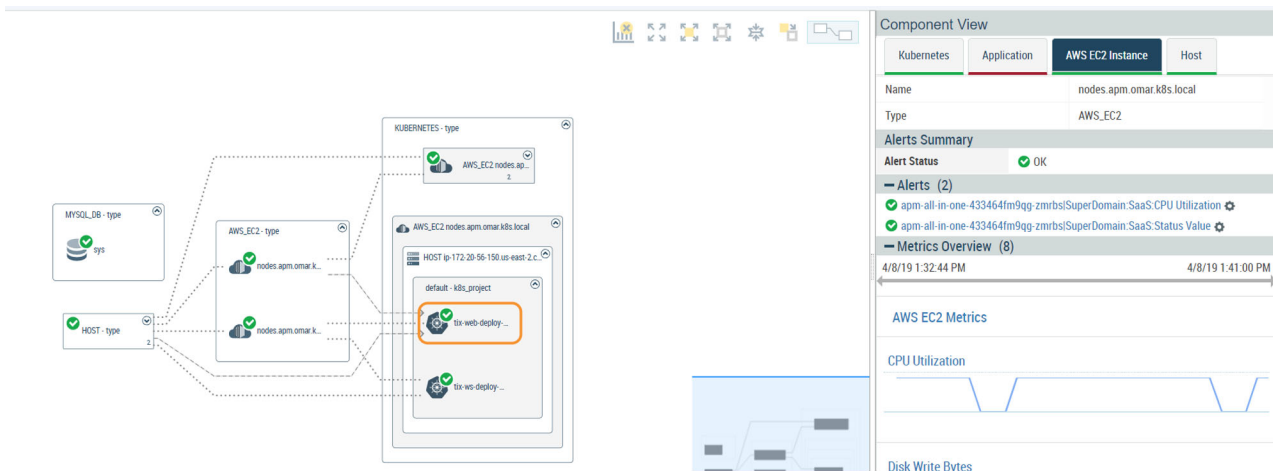 KUBERNETES - type
AWS_EC2 nodes.ap...
2
MYSQL_DB - type
sys
AWS_EC2 - type
nodes.apm.omar.k...
nodes.apm.omar.k...
HOST - type
2
AWS_EC2 nodes.apm.omar.k8s.local
HOST ip-172-20-56-150.us-east-2.c...
default - k8s_project
tix-web-deploy-...
tix-ws-deploy-...
Component View
Kubernetes Application AWS EC2 Instance Host
Name nodes.apm.omar.k8s.local
Type AWS_EC2
Alerts Summary
Alert Status OK
Alerts (2)
apm-all-in-one-433464fm9qg-zmrbs|SuperDomain:SaaS:CPU Utilization
apm-all-in-one-433464fm9qg-zmrbs|SuperDomain:SaaS:Status Value
Metrics Overview (8)
4/8/19 1:32:44 PM 4/8/19 1:41:00 PM
AWS EC2 Metrics
CPU Utilization
Disk Write Bytes